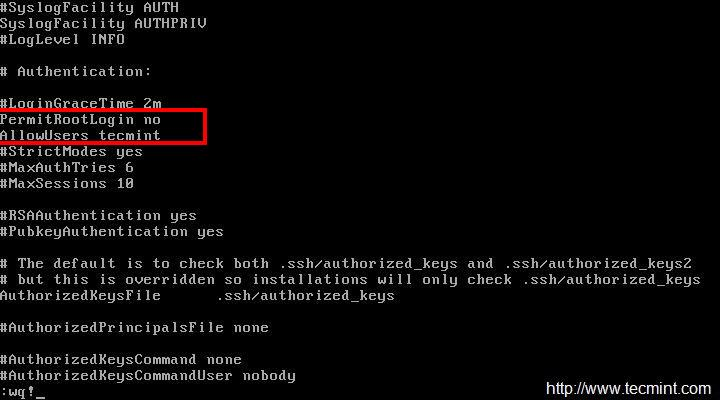 #SyslogFacility AUTH
SyslogFacility AUTHPRIV
#LogLevel INFO
# Authentication:
#LoginGraceTime 2m
PermitRootLogin no
AllowUsers tecmint
#StrictModes yes
#MaxAuthTries 6
#MaxSessions 10
#RSAAuthentication yes
#PubkeyAuthentication yes
# The default is to check both .ssh/authorized_keys and .ssh/authorized_keys2
# but this is overridden so installations will only check .ssh/authorized_keys
AuthorizedKeysFile      .ssh/authorized_keys
#AuthorizedPrincipalsFile none
#AuthorizedKeysCommand none
#AuthorizedKeysCommandUser nobody
:wq!_
http://www.tecmint.com